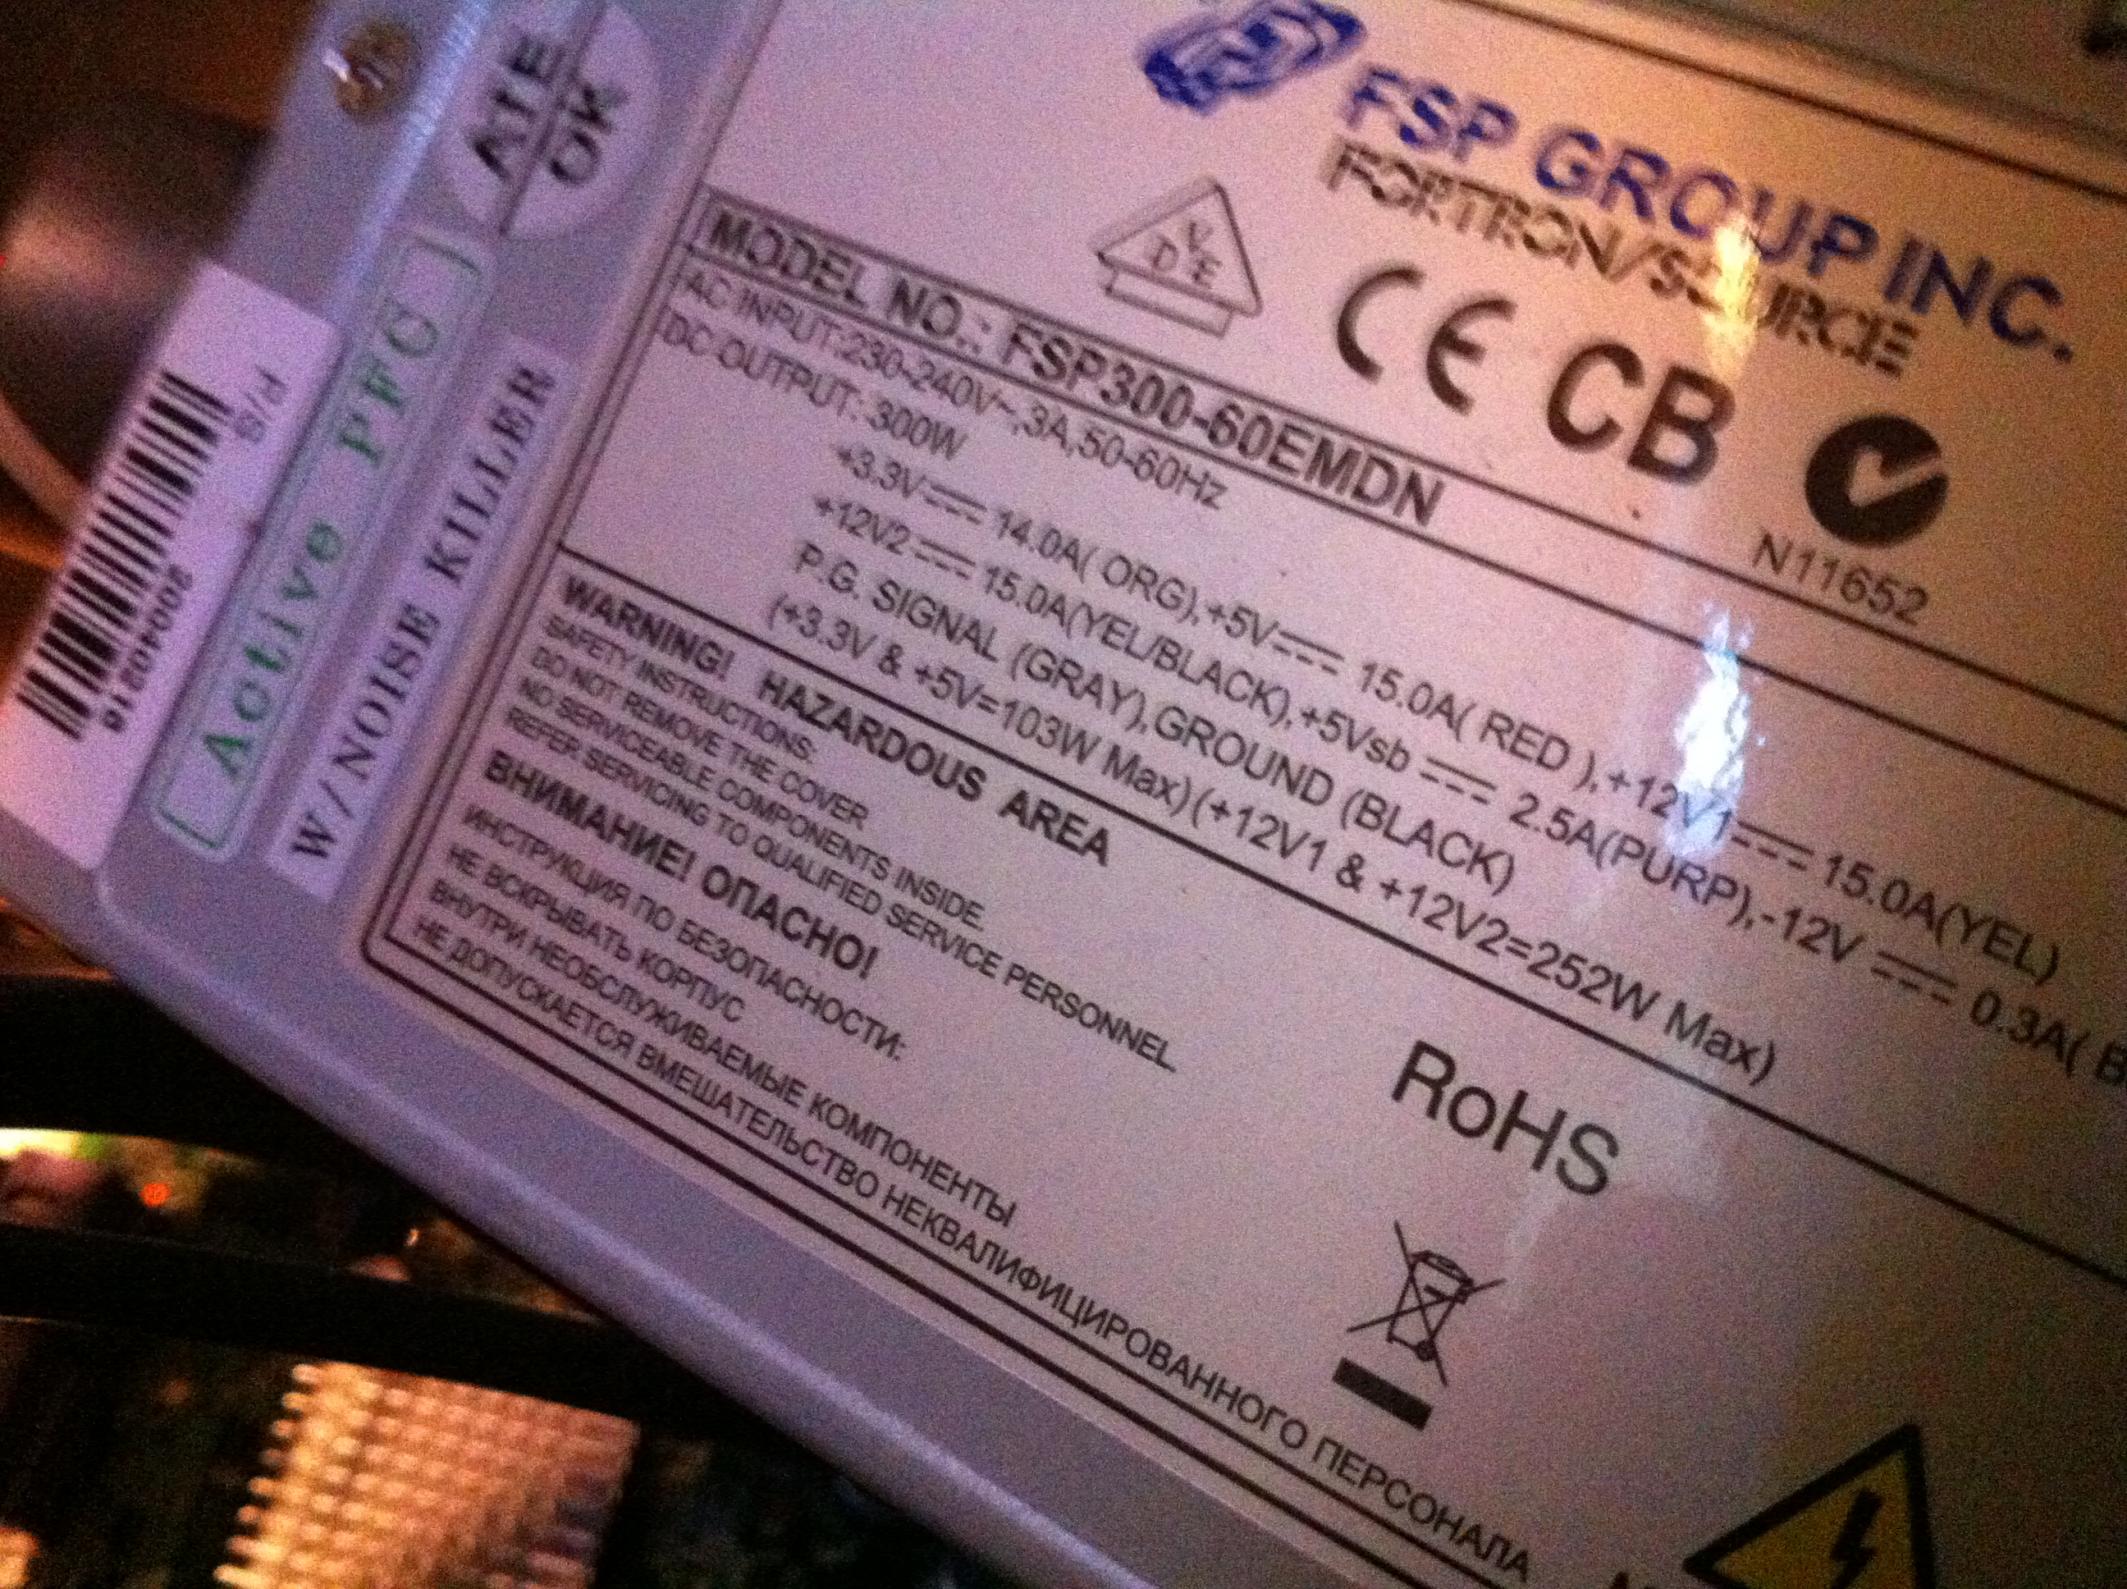 FSP GROUP INC.
FORTRON/SOURCE
VDE
CE CB
N11652
MODEL NO.: FSP300-60EMDN
AC INPUT:230-240V~,3A,50-60Hz
DC OUTPUT: 300W
+3.3V 14.0A( ORG),+5V 15.0A( RED ),+12V1 15.0A(YEL)
+12V2 15.0A(YEL/BLACK),+5Vsb 2.5A(PURP),-12V 0.3A( B
P.G. SIGNAL (GRAY),GROUND (BLACK)
(+3.3V & +5V=103W Max)(+12V1 & +12V2=252W Max)
WARNING! HAZARDOUS AREA
SAFETY INSTRUCTIONS:
DO NOT REMOVE THE COVER
NO SERVICEABLE COMPONENTS INSIDE.
REFER SERVICING TO QUALIFIED SERVICE PERSONNEL
ВНИМАНИЕ! ОПАСНО!
ИНСТРУКЦИЯ ПО БЕЗОПАСНОСТИ:
НЕ ВСКРЫВАТЬ КОРПУС
ВНУТРИ НЕОБСЛУЖИВАЕМЫЕ КОМПОНЕНТЫ
НЕ ДОПУСКАЕТСЯ ВМЕШАТЕЛЬСТВО НЕКВАЛИФИЦИРОВАННОГО ПЕРСОНАЛА
RoHS
ATE
OK
Active PFC
W/NOISE KILLER